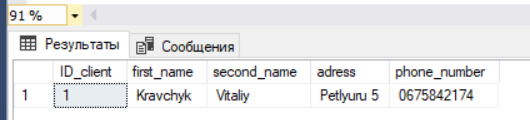 91 %
Результаты Сообщения
ID_client first_name second_name adress phone_number
1 1 Kravchyk Vitaliy Petlyuru 5 0675842174